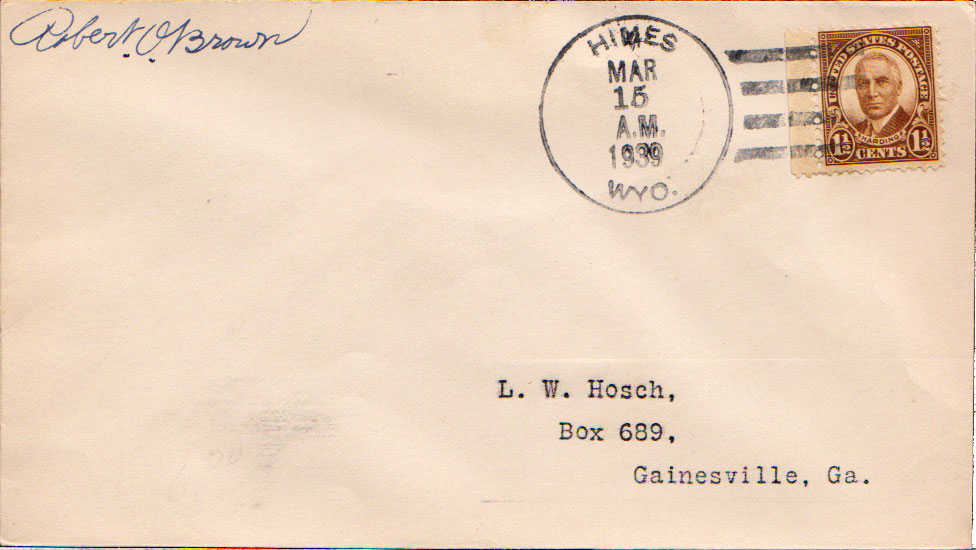 Robert O. Brown
HIMES
MAR
15
A.M.
1939
WYO.
UNITED STATES POSTAGE
HARDING
1½ CENTS 1½
L. W. Hosch,
Box 689,
Gainesville, Ga.